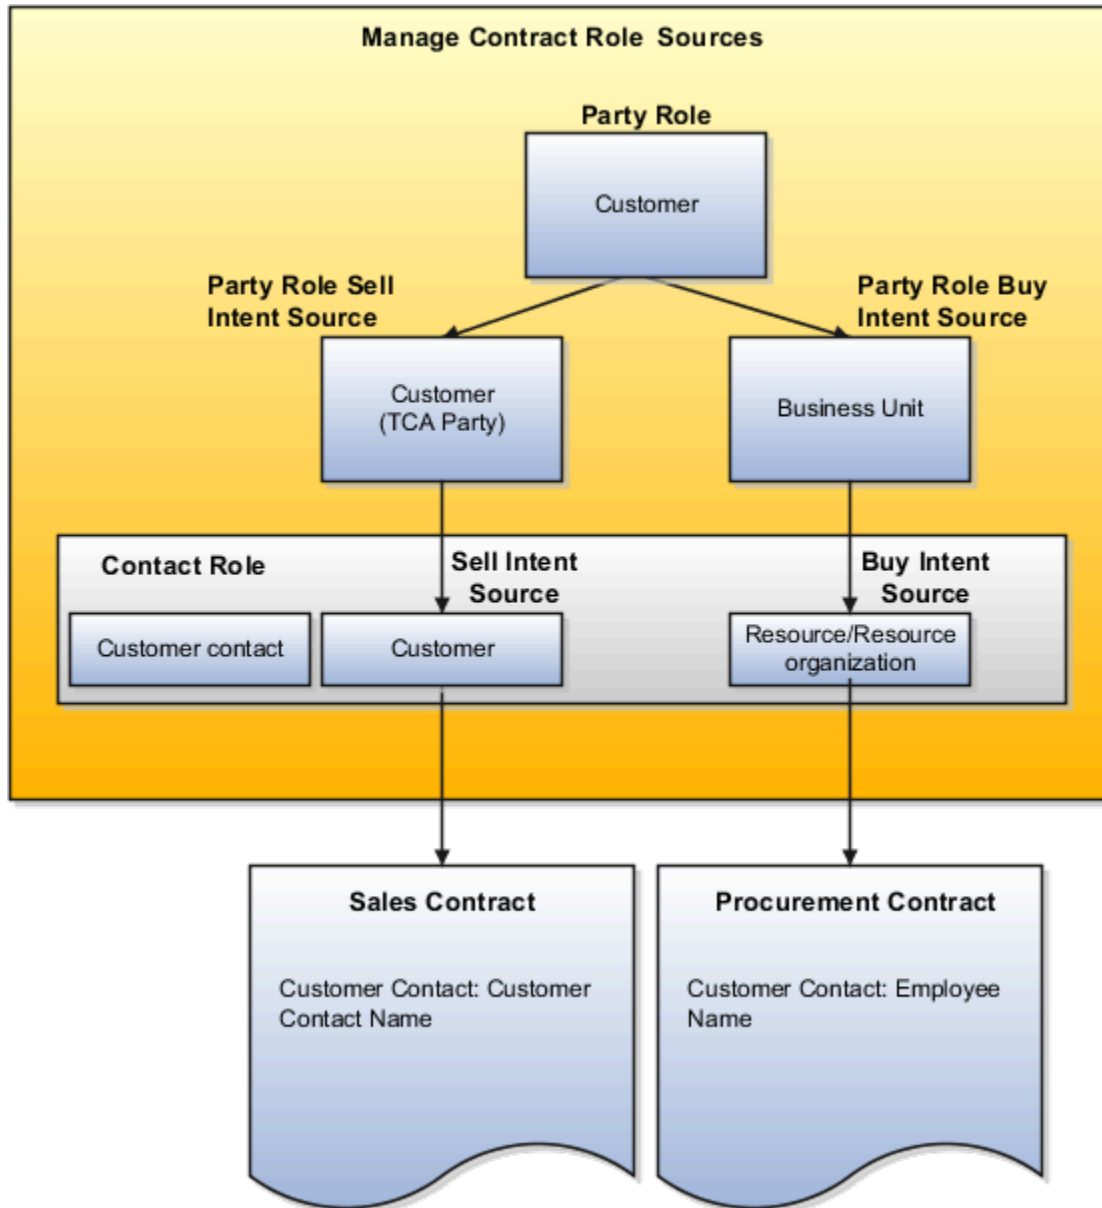 Manage Contract Role Sources
Party Role
Customer
Party Role Sell
Intent Source
Party Role Buy
Intent Source
Customer
(TCA Party)
Business Unit
Contact Role
Sell Intent
Source
Buy Intent
Source
Customer contact
Customer
Resource/Resource
organization
Sales Contract
Customer Contact: Customer
Contact Name
Procurement Contract
Customer Contact: Employee
Name